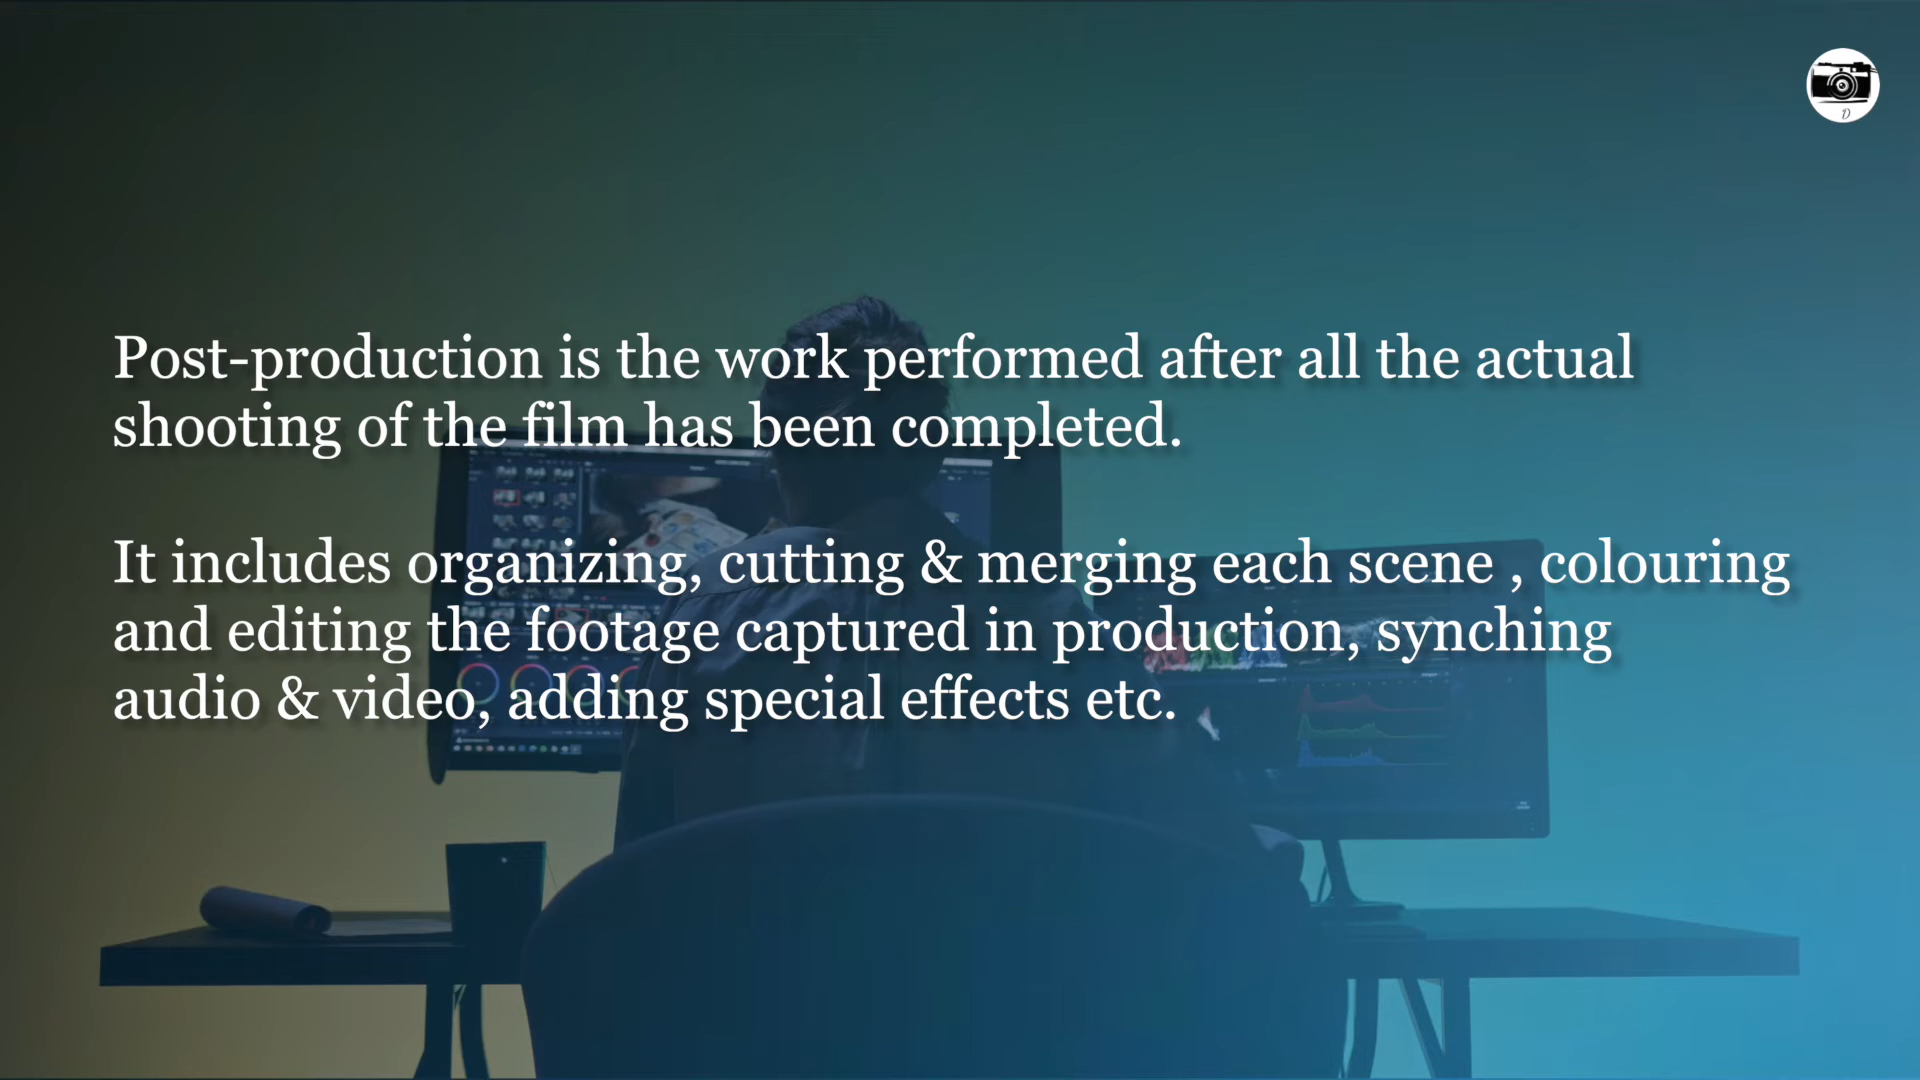 Post-production is the work performed after all the actual
shooting of the film has been completed.
It includes organizing, cutting & merging each scene , colouring
and editing the footage captured in production, synching
audio & video, adding special effects etc.
D